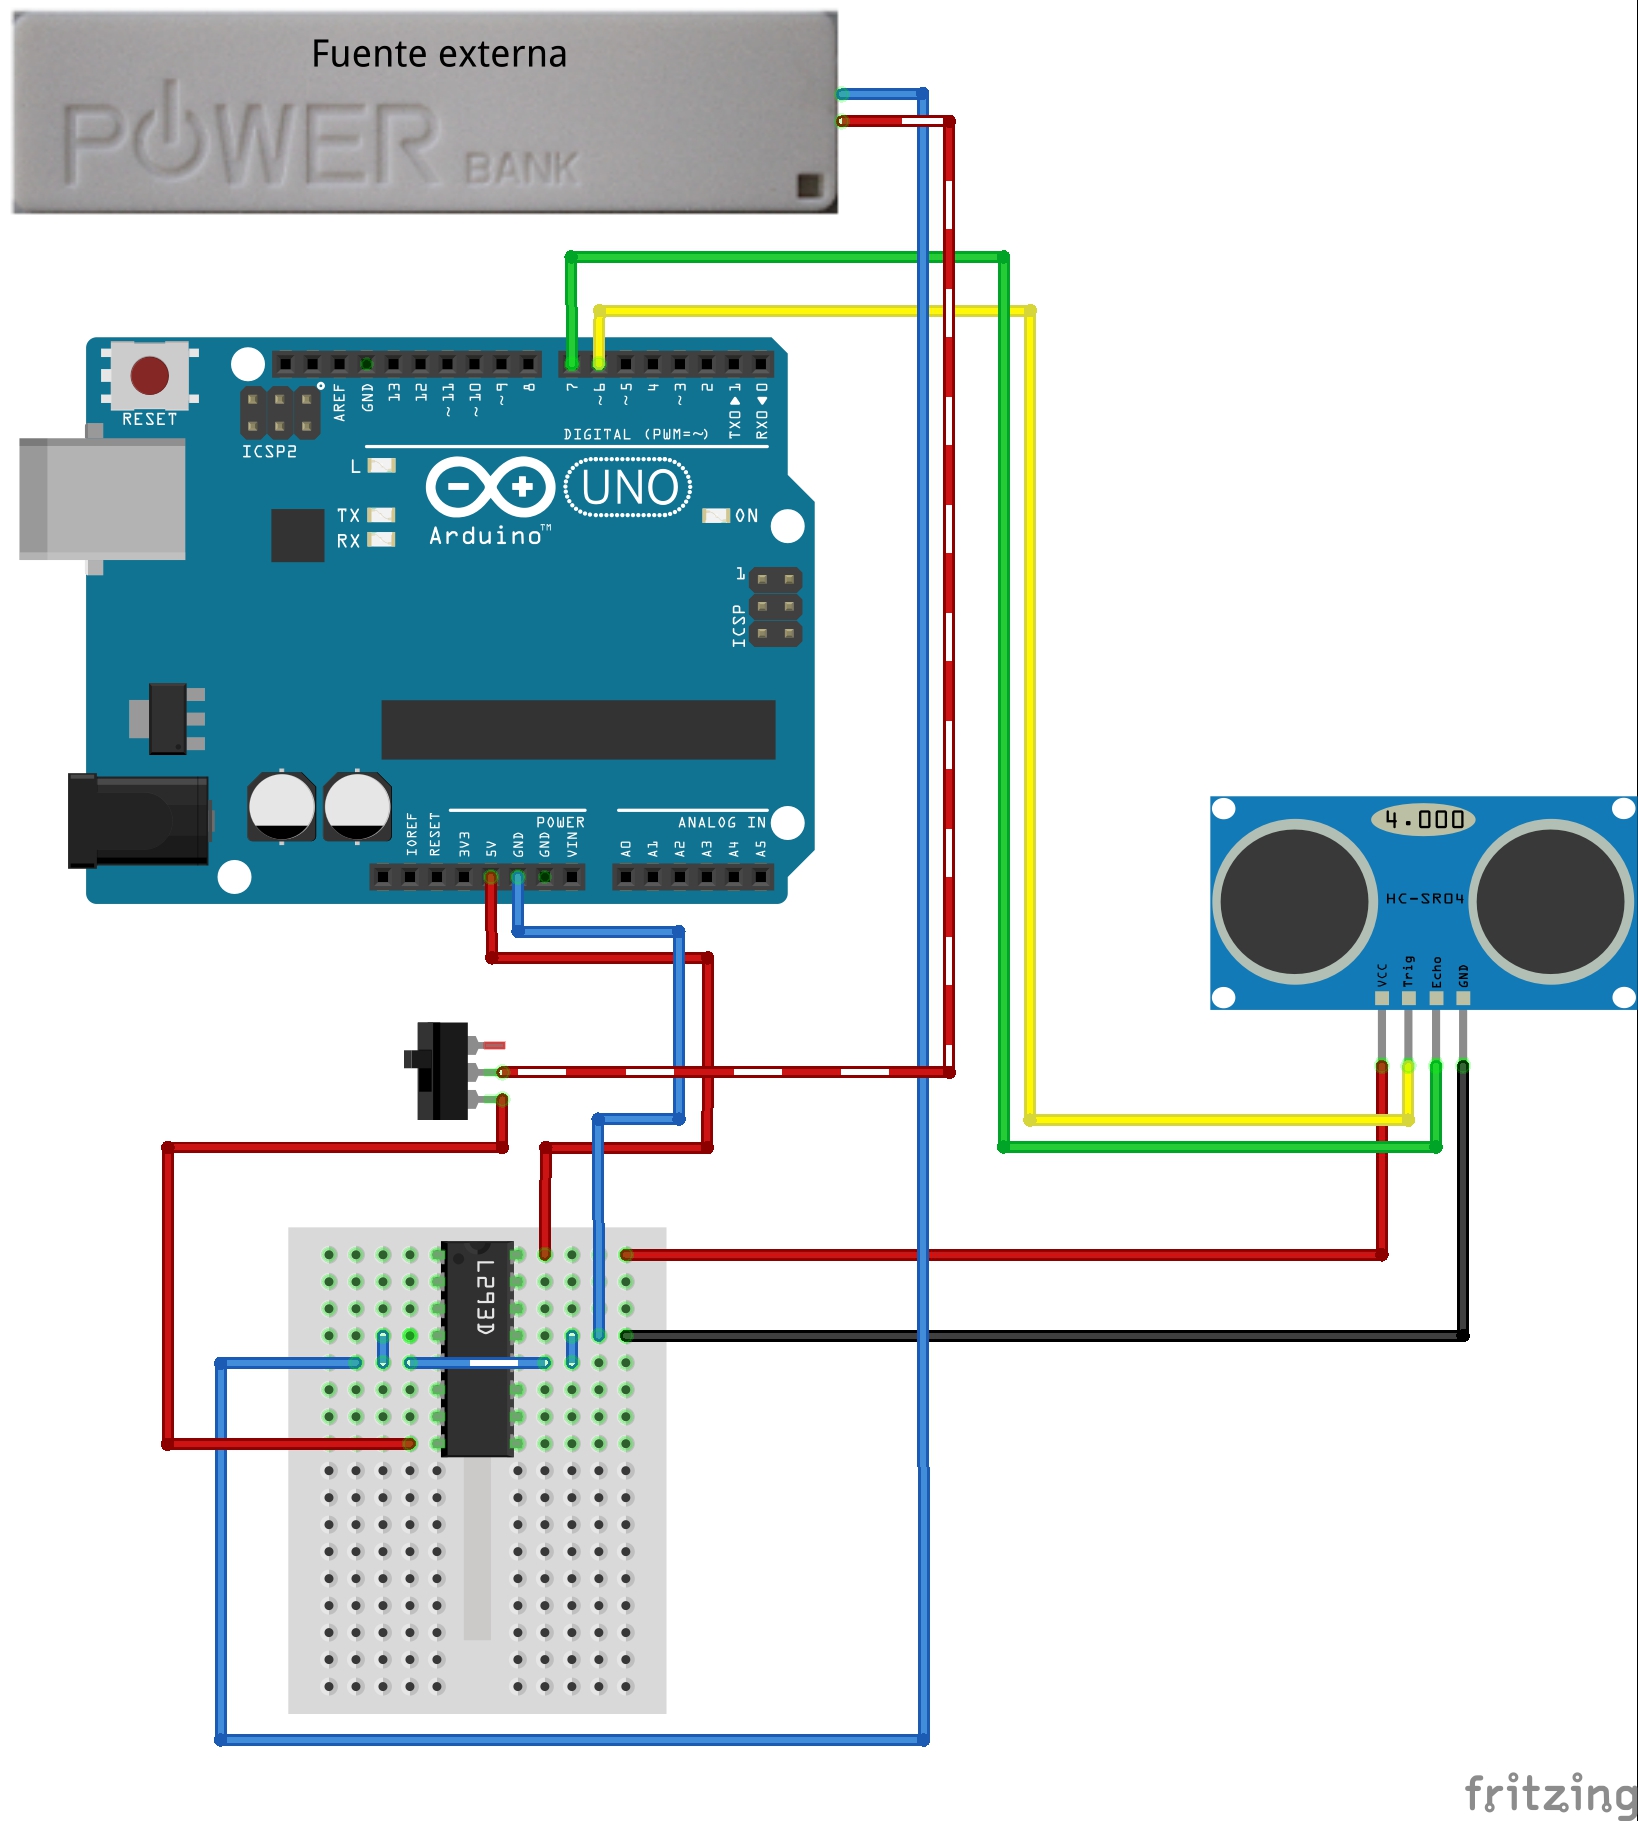 Fuente externa
POWER BANK
RESET
ICSP2
AREF
GND
13
12
~11
~10
~9
8
7
~6
~5
4
~3
2
TX0▶1
RX0◀0
DIGITAL (PWM=~)
L
TX
RX
UNO
Arduino™
ON
1
ICSP
IOREF
RESET
3V3
5V
GND
GND
VIN
POWER
A0
A1
A2
A3
A4
A5
ANALOG IN
4.000
HC-SR04
VCC
Trig
Echo
GND
L293D
fritzing